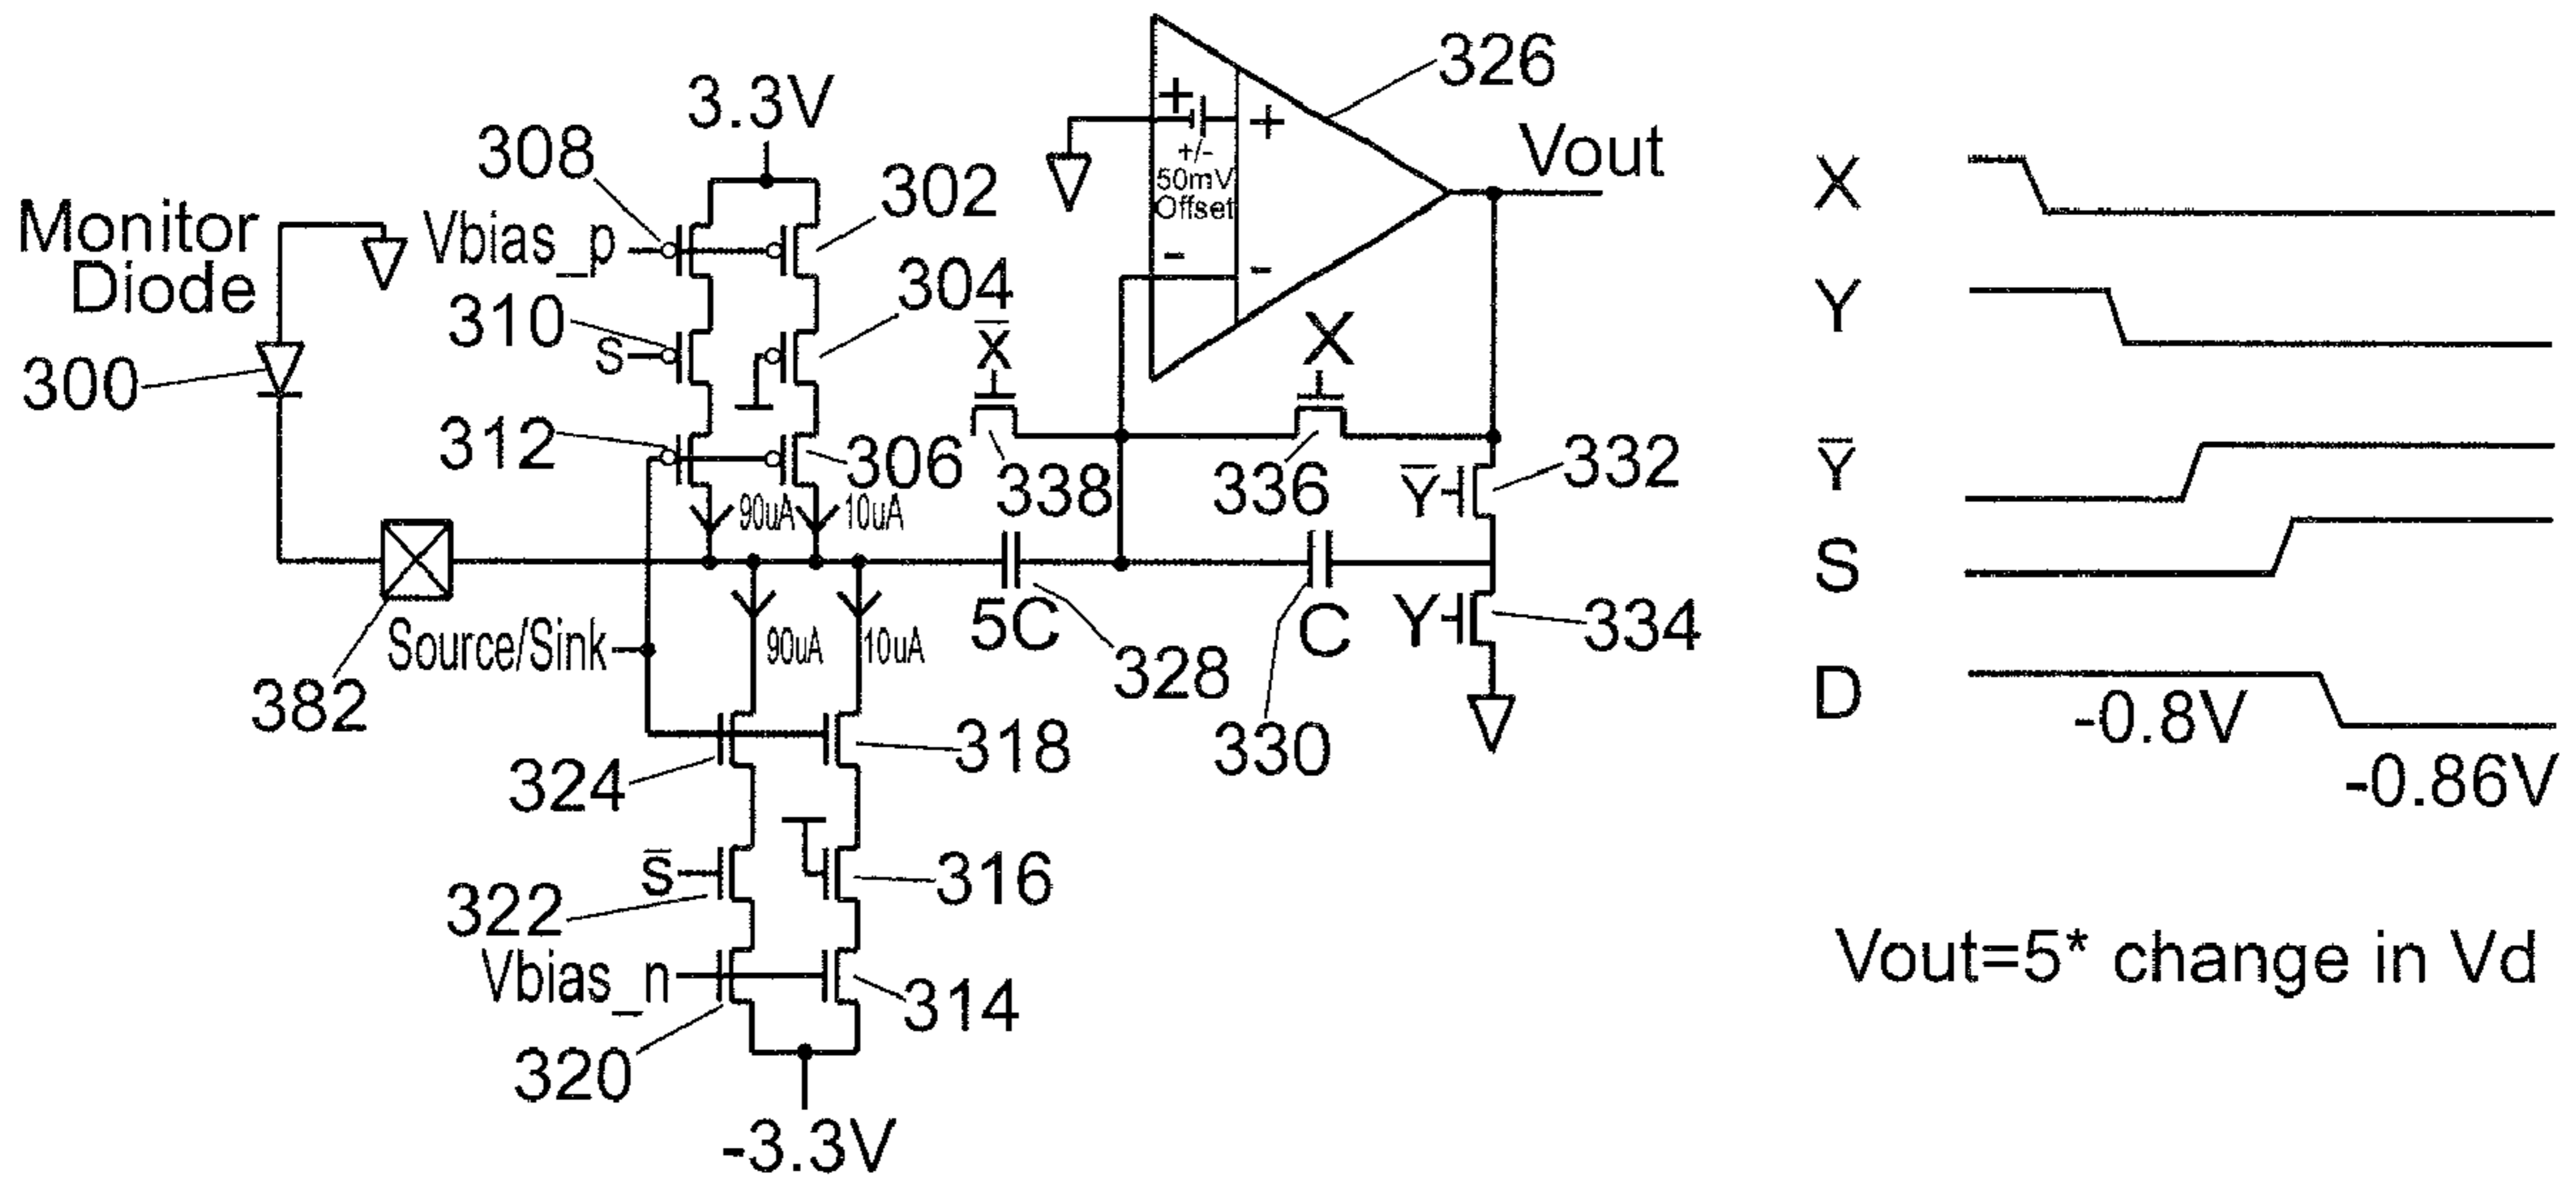 3.3V
308
302
Monitor
Diode
Vbias_p
304
300
310
S
312
306
90uA
10uA
382
Source/Sink
90uA
10uA
324
318
S̅
322
316
Vbias_n
320
314
-3.3V
326
+
+
+/-
50mV
Offset
-
-
Vout
X̅
338
X
336
Y̅
332
5C
328
C
330
Y
334
X
Y
Y̅
S
D
-0.8V
-0.86V
Vout=5* change in Vd